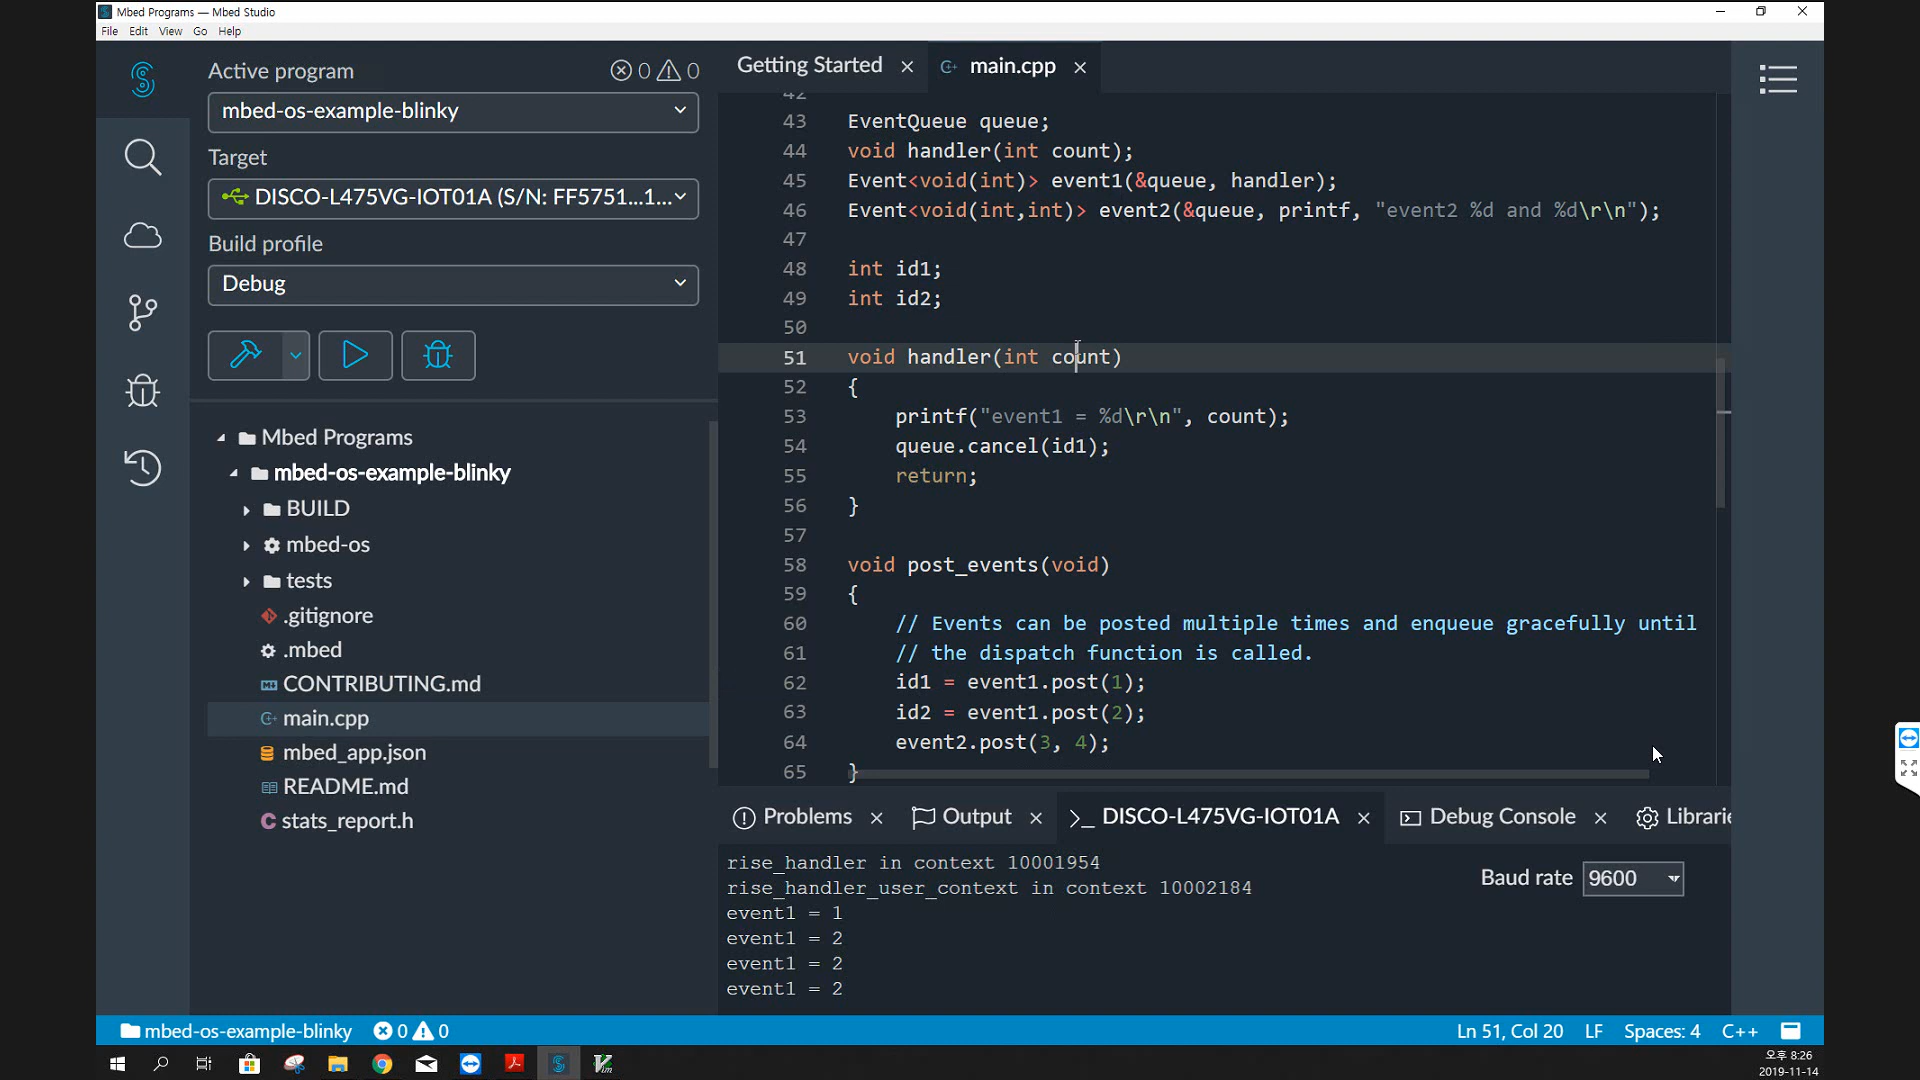 Mbed Programs — Mbed Studio
File Edit View Go Help
Active program
0 0
mbed-os-example-blinky
Target
DISCO-L475VG-IOT01A (S/N: FF5751...1...
Build profile
Debug
Mbed Programs
mbed-os-example-blinky
BUILD
mbed-os
tests
.gitignore
.mbed
CONTRIBUTING.md
main.cpp
mbed_app.json
README.md
stats_report.h
Getting Started main.cpp
42
43 EventQueue queue;
44 void handler(int count);
45 Event<void(int)> event1(&queue, handler);
46 Event<void(int,int)> event2(&queue, printf, "event2 %d and %d\r\n");
47
48 int id1;
49 int id2;
50
51 void handler(int count)
52 {
53 printf("event1 = %d\r\n", count);
54 queue.cancel(id1);
55 return;
56 }
57
58 void post_events(void)
59 {
60 // Events can be posted multiple times and enqueue gracefully until
61 // the dispatch function is called.
62 id1 = event1.post(1);
63 id2 = event1.post(2);
64 event2.post(3, 4);
65 }
Problems Output DISCO-L475VG-IOT01A Debug Console Librarie
rise_handler in context 10001954
rise_handler_user_context in context 10002184
event1 = 1
event1 = 2
event1 = 2
event1 = 2
Baud rate 9600
mbed-os-example-blinky 0 0
Ln 51, Col 20 LF Spaces: 4 C++
오후 8:26
2019-11-14